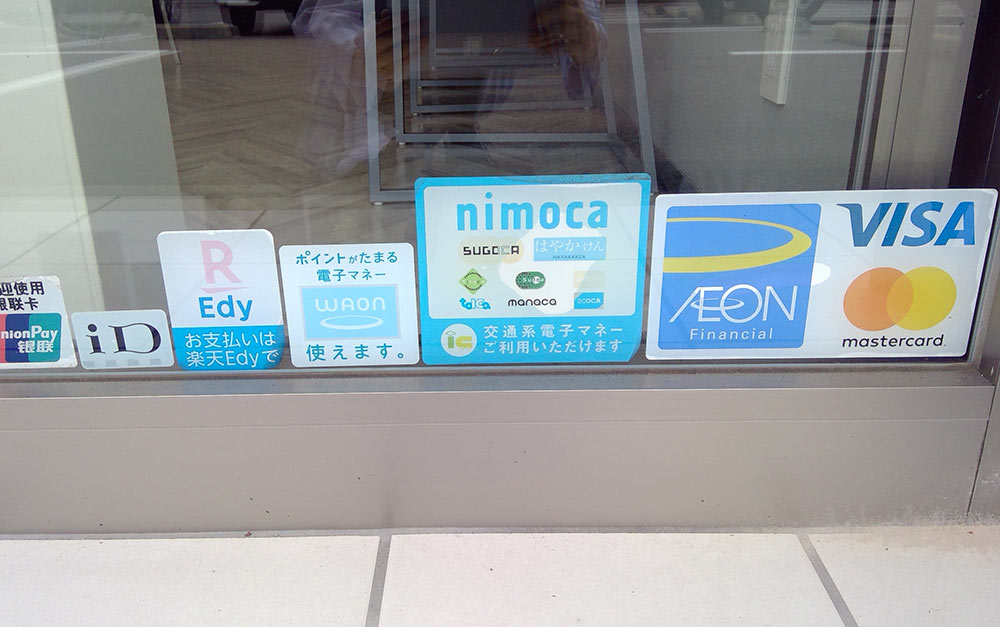 迎使用
银联卡
UnionPay
银联
iD
R
Edy
お支払いは
楽天Edyで
ポイントがたまる
電子マネー
WAON
使えます。
nimoca
SUGOCA
はやかけん
HAYAKAKEN
Suica
toica
manaca
ICOCA
IC
交通系電子マネー
ご利用いただけます
ÆON
Financial
VISA
mastercard